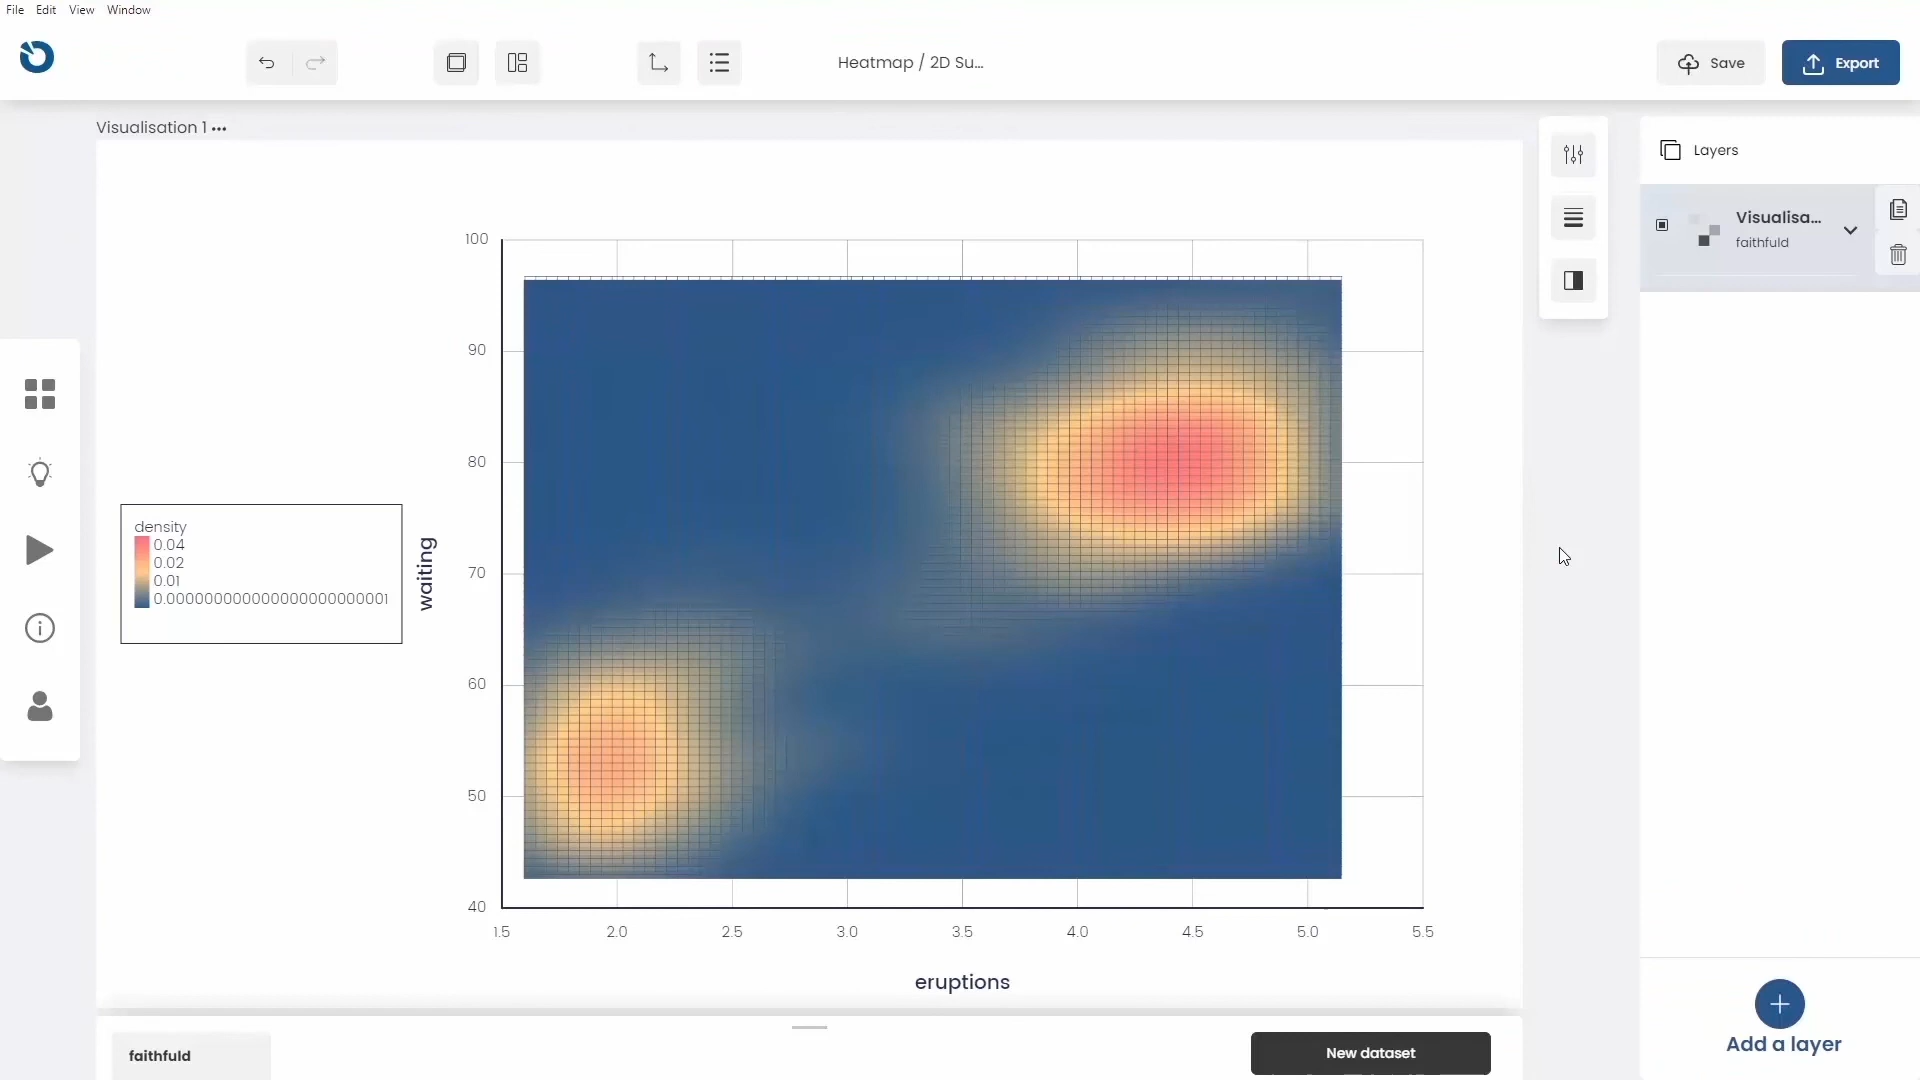 File Edit View Window
Heatmap / 2D Su...
Save
Export
Visualisation 1 •••
Layers
Visualisa...
faithfuld
100
90
80
70
60
50
40
waiting
density
0.04
0.02
0.01
0.0000000000000000000000001
1.5 2.0 2.5 3.0 3.5 4.0 4.5 5.0 5.5
eruptions
faithfuld
New dataset
Add a layer